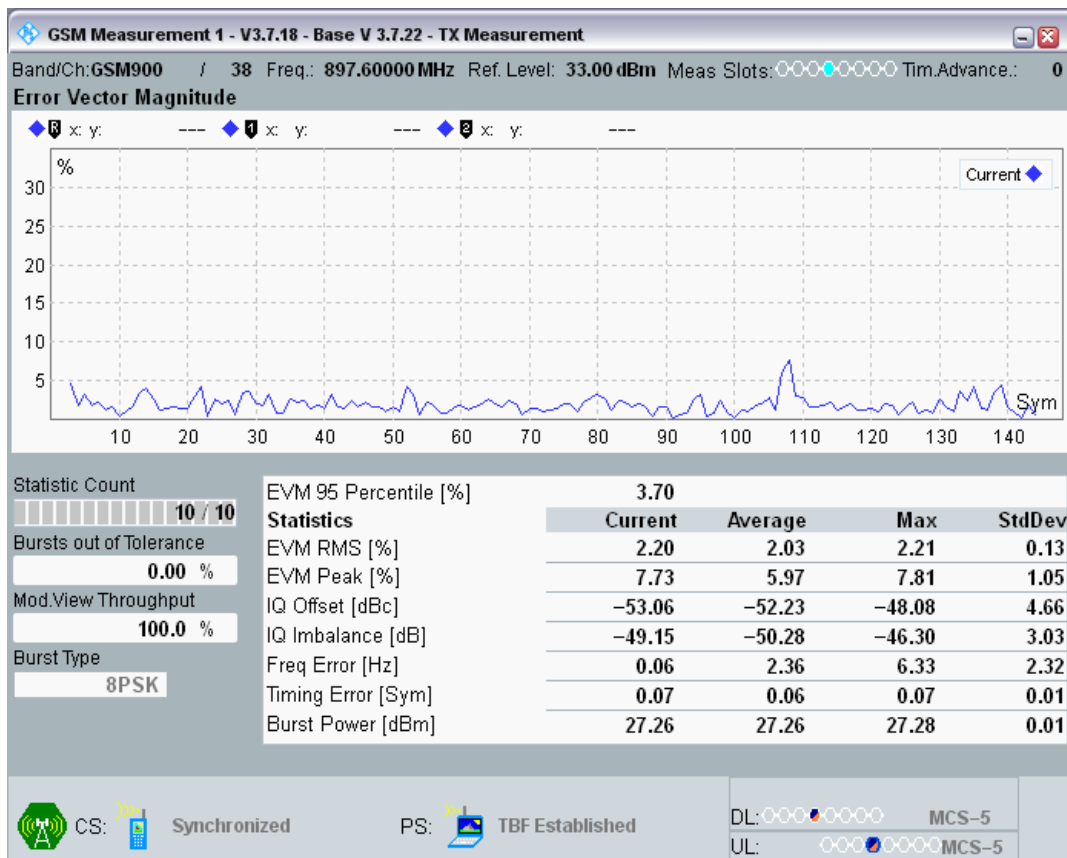 GSM Measurement 1 - V3.7.18 - Base V 3.7.22 - TX Measurement
Band/Ch:GSM900 / 38 Freq.: 897.60000 MHz Ref. Level: 33.00 dBm Meas Slots: Tim.Advance.: 0
Error Vector Magnitude
R x: y: --- 1 x: y: --- 2 x: y: ---
%
Current
30
25
20
15
10
5
Sym
10 20 30 40 50 60 70 80 90 100 110 120 130 140
Statistic Count
10 / 10
Bursts out of Tolerance
0.00 %
Mod.View Throughput
100.0 %
Burst Type
8PSK
EVM 95 Percentile [%] 3.70
Statistics Current Average Max StdDev
EVM RMS [%] 2.20 2.03 2.21 0.13
EVM Peak [%] 7.73 5.97 7.81 1.05
IQ Offset [dBc] −53.06 −52.23 −48.08 4.66
IQ Imbalance [dB] −49.15 −50.28 −46.30 3.03
Freq Error [Hz] 0.06 2.36 6.33 2.32
Timing Error [Sym] 0.07 0.06 0.07 0.01
Burst Power [dBm] 27.26 27.26 27.28 0.01
CS: Synchronized PS: TBF Established
DL: MCS−5
UL: MCS−5